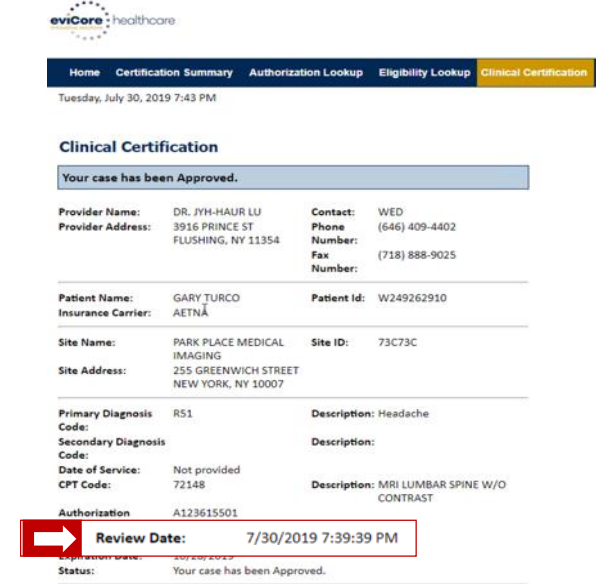 eviCore healthcare
Home Certification Summary Authorization Lookup Eligibility Lookup Clinical Certification
Tuesday, July 30, 2019 7:43 PM
Clinical Certification
Your case has been Approved.
Provider Name: DR. JYH-HAUR LU Contact: WED
Provider Address: 3916 PRINCE ST Phone (646) 409-4402
FLUSHING, NY 11354 Number:
Fax (718) 888-9025
Number:
Patient Name: GARY TURCO Patient Id: W249262910
Insurance Carrier: AETNA
Site Name: PARK PLACE MEDICAL Site ID: 73C73C
IMAGING
Site Address: 255 GREENWICH STREET
NEW YORK, NY 10007
Primary Diagnosis R51 Description: Headache
Code:
Secondary Diagnosis Description:
Code:
Date of Service: Not provided
CPT Code: 72148 Description: MRI LUMBAR SPINE W/O
CONTRAST
Authorization A123615501
Review Date: 7/30/2019 7:39:39 PM
Expiration Date:
Status: Your case has been Approved.